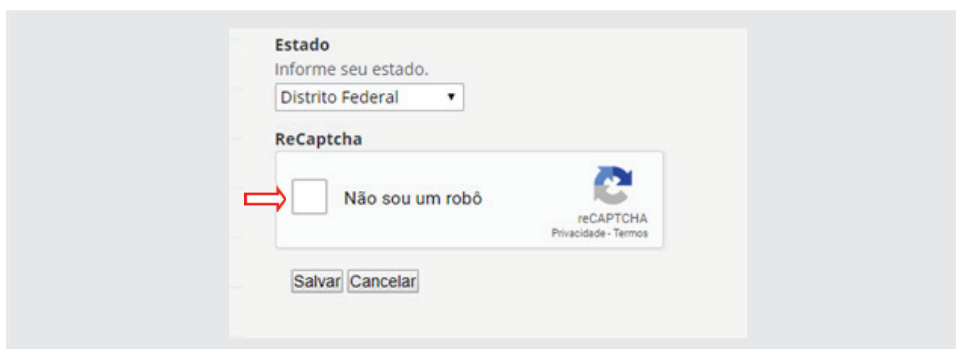 Estado
Informe seu estado.
Distrito Federal
ReCaptcha
Não sou um robô
reCAPTCHA
Privacidade - Termos
Salvar Cancelar